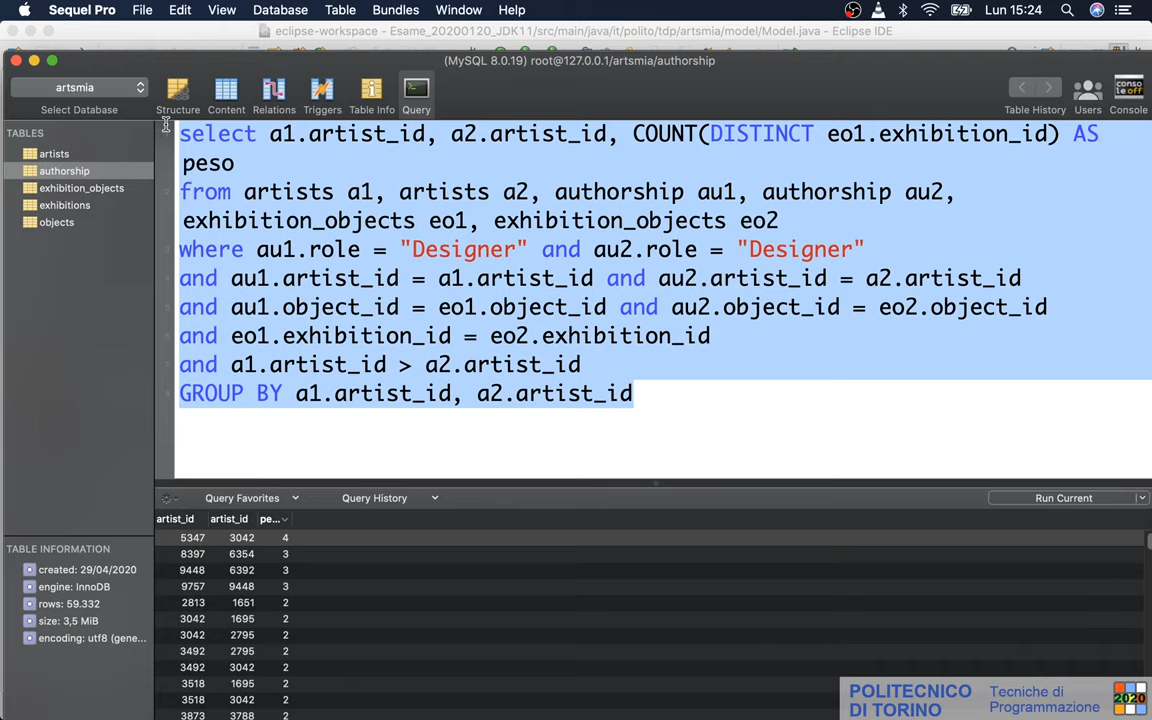 Sequel Pro File Edit View Database Table Bundles Window Help Lun 15:24
eclipse-workspace - Esame_20200120_JDK11/src/main/java/it/polito/tdp/artsmia/model/Model.java - Eclipse IDE
(MySQL 8.0.19) root@127.0.0.1/artsmia/authorship
artsmia
Select Database Structure Content Relations Triggers Table Info Query Table History Users Console
conso
le off
TABLES
artists
authorship
exhibition_objects
exhibitions
objects
select a1.artist_id, a2.artist_id, COUNT(DISTINCT eo1.exhibition_id) AS
peso
from artists a1, artists a2, authorship au1, authorship au2,
exhibition_objects eo1, exhibition_objects eo2
where au1.role = "Designer" and au2.role = "Designer"
and au1.artist_id = a1.artist_id and au2.artist_id = a2.artist_id
and au1.object_id = eo1.object_id and au2.object_id = eo2.object_id
and eo1.exhibition_id = eo2.exhibition_id
and a1.artist_id > a2.artist_id
GROUP BY a1.artist_id, a2.artist_id
Query Favorites Query History Run Current
artist_id artist_id pe...
5347 3042 4
8397 6354 3
9448 6392 3
9757 9448 3
2813 1651 2
3042 1695 2
3042 2795 2
3492 2795 2
3492 3042 2
3518 1695 2
3518 3042 2
3873 3788 2
TABLE INFORMATION
created: 29/04/2020
engine: InnoDB
rows: 59.332
size: 3,5 MiB
encoding: utf8 (gene...
POLITECNICO
DI TORINO
Tecniche di
Programmazione
2020